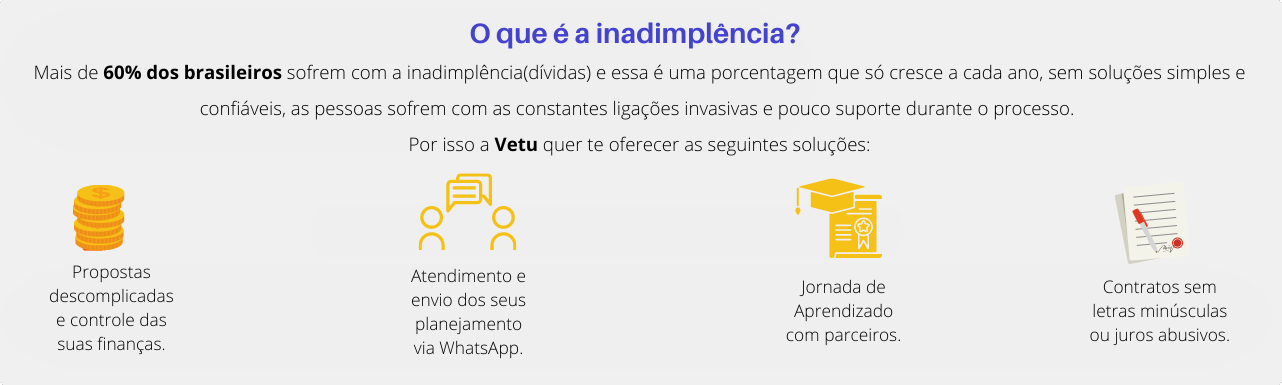 O que é a inadimplência?
Mais de 60% dos brasileiros sofrem com a inadimplência(dívidas) e essa é uma porcentagem que só cresce a cada ano, sem soluções simples e
confiáveis, as pessoas sofrem com as constantes ligações invasivas e pouco suporte durante o processo.
Por isso a Vetu quer te oferecer as seguintes soluções:
Propostas
descomplicadas
e controle das
suas finanças.
Atendimento e
envio dos seus
planejamento
via WhatsApp.
Jornada de
Aprendizado
com parceiros.
Contratos sem
letras minúsculas
ou juros abusivos.